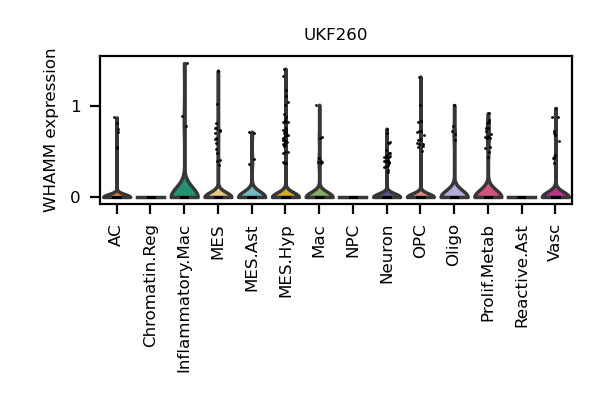 UKF260
WHAMM expression
1
0
AC
Chromatin.Reg
Inflammatory.Mac
MES
MES.Ast
MES.Hyp
Mac
NPC
Neuron
OPC
Oligo
Prolif.Metab
Reactive.Ast
Vasc